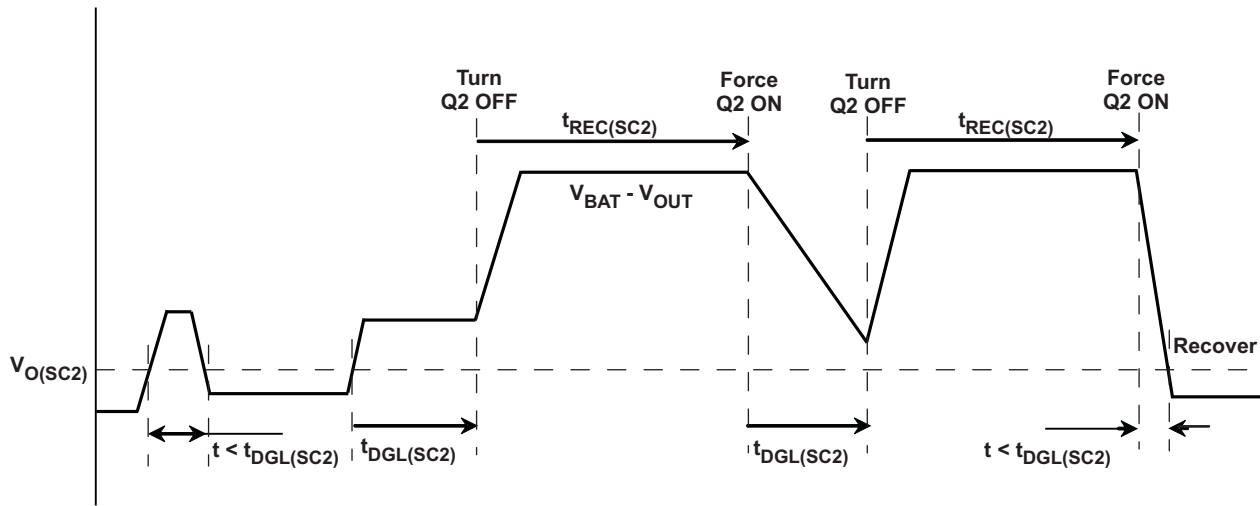 Turn
Q2 OFF
Force
Q2 ON
Turn
Q2 OFF
Force
Q2 ON
tREC(SC2)
tREC(SC2)
VBAT - VOUT
VO(SC2)
Recover
t < tDGL(SC2)
tDGL(SC2)
tDGL(SC2)
t < tDGL(SC2)